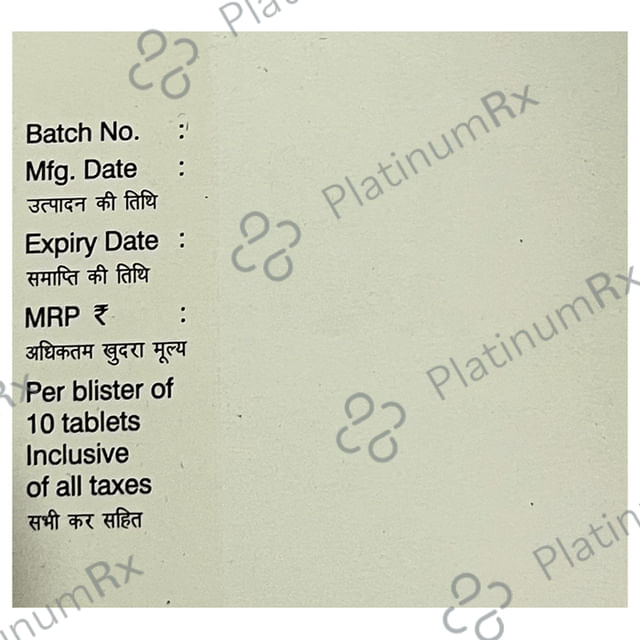 Batch No. :
Mfg. Date :
उत्पादन की तिथि
Expiry Date :
समाप्ति की तिथि
MRP ₹ :
अधिकतम खुदरा मूल्य
Per blister of
10 tablets
Inclusive
of all taxes
सभी कर सहित
PlatinumRx
PlatinumRx